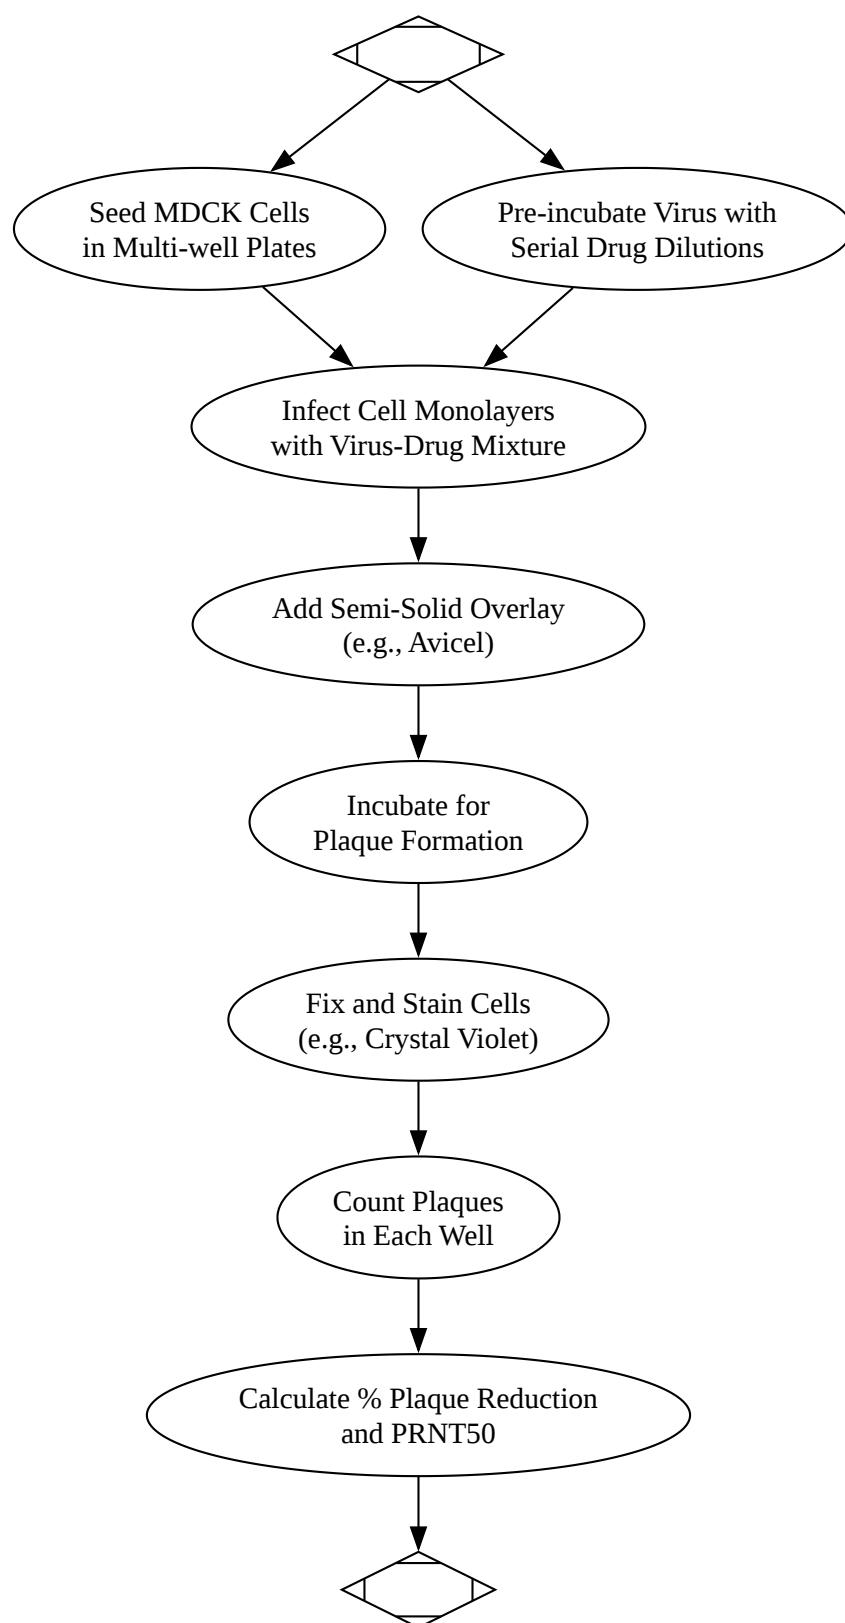 Seed MDCK Cells
in Multi-well Plates
Pre-incubate Virus with
Serial Drug Dilutions
Infect Cell Monolayers
with Virus-Drug Mixture
Add Semi-Solid Overlay
(e.g., Avicel)
Incubate for
Plaque Formation
Fix and Stain Cells
(e.g., Crystal Violet)
Count Plaques
in Each Well
Calculate % Plaque Reduction
and PRNT50